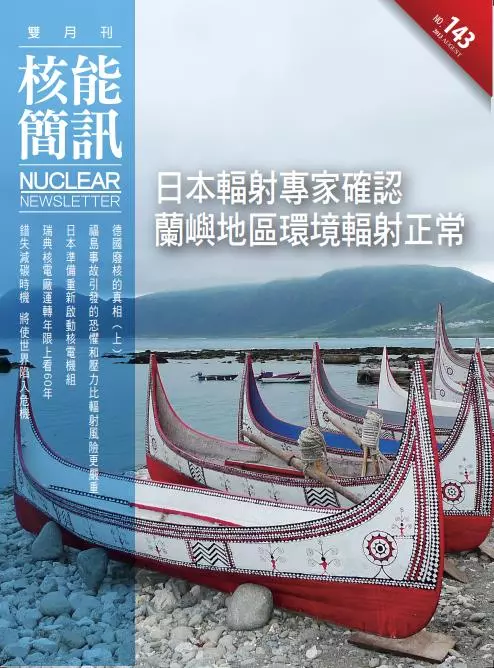 雙月刊
核能
簡訊
NUCLEAR
NEWSLETTER
NO. 143
2013 AUGUST
日本輻射專家確認
蘭嶼地區環境輻射正常
德國廢核的真相（上）
福島事故引發的恐懼和壓力比輻射風險更嚴重
日本準備重新啟動核電機組
瑞典核電廠運轉年限上看60年
錯失減碳時機 將使世界陷入危機